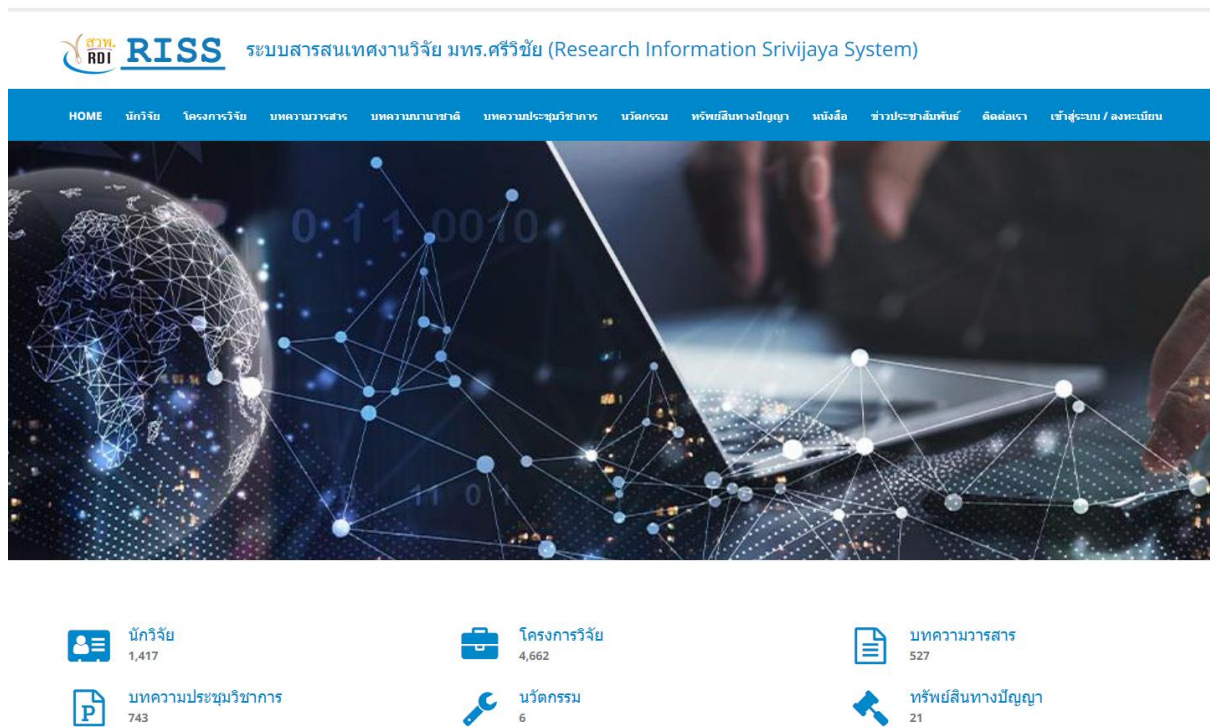 สวพ.
RDI
RISS ระบบสารสนเทศงานวิจัย มทร.ศรีวิชัย (Research Information Srivijaya System)
HOME นักวิจัย โครงการวิจัย บทความวารสาร บทความนานาชาติ บทความประชุมวิชาการ นวัตกรรม ทรัพย์สินทางปัญญา หนังสือ ข่าวประชาสัมพันธ์ ติดต่อเรา เข้าสู่ระบบ / ลงทะเบียน
0 1 1 0010
11 0 1
นักวิจัย โครงการวิจัย บทความวารสาร
1,417 4,662 527
บทความประชุมวิชาการ นวัตกรรม ทรัพย์สินทางปัญญา
P
743 6 21